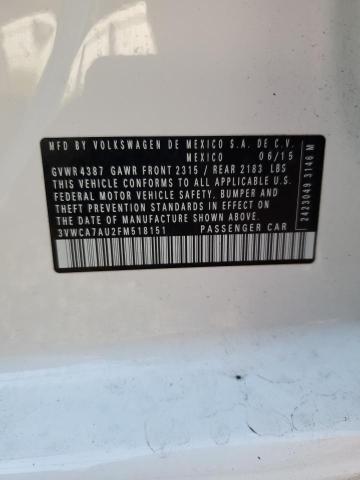 MFD BY VOLKSWAGEN DE MEXICO S.A. DE C.V.
MEXICO 06/15
GVWR 4387 GAWR FRONT 2315 / REAR 2183 LBS
THIS VEHICLE CONFORMS TO ALL APPLICABLE U.S.
FEDERAL MOTOR VEHICLE SAFETY, BUMPER AND
THEFT PREVENTION STANDARDS IN EFFECT ON THE
DATE OF MANUFACTURE SHOWN ABOVE.
3VWCA7AU2FM518151 PASSENGER CAR
2423049 3146 M